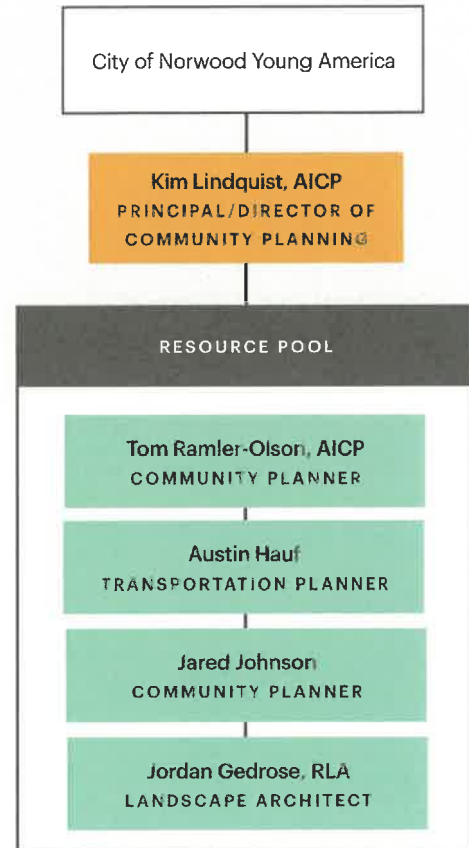 City of Norwood Young America
Kim Lindquist, AICP
PRINCIPAL/DIRECTOR OF
COMMUNITY PLANNING
RESOURCE POOL
Tom Ramler-Olson, AICP
COMMUNITY PLANNER
Austin Hauf
TRANSPORTATION PLANNER
Jared Johnson
COMMUNITY PLANNER
Jordan Gedrose, RLA
LANDSCAPE ARCHITECT